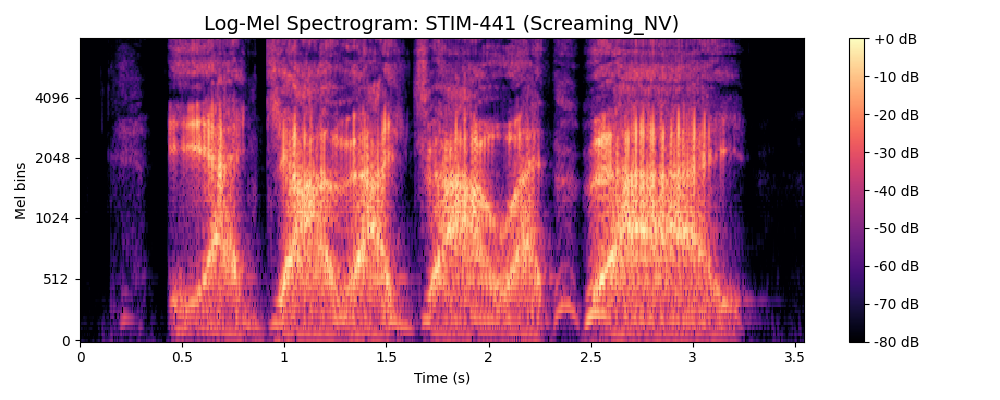 Log-Mel Spectrogram: STIM-441 (Screaming_NV)
Mel bins
4096
2048
1024
512
0
0
0.5
1
1.5
2
2.5
3
3.5
Time (s)
+0 dB
-10 dB
-20 dB
-30 dB
-40 dB
-50 dB
-60 dB
-70 dB
-80 dB